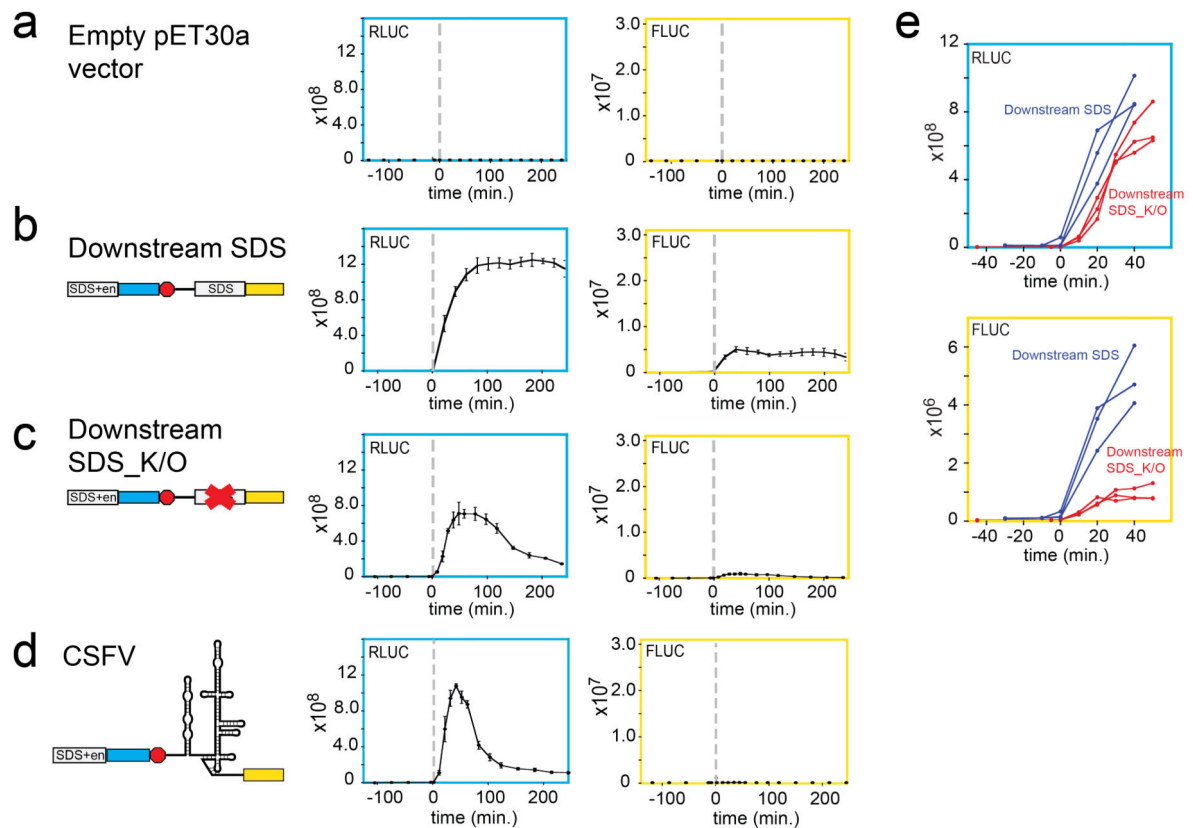 a
Empty pET30a
vector
RLUC
x10⁸
12
8.0
4.0
0
-100 0 100 200
time (min.)
FLUC
x10⁷
3.0
2.0
1.0
0
-100 0 100 200
time (min.)
b
Downstream SDS
SDS+en SDS
RLUC
x10⁸
12
8.0
4.0
0
-100 0 100 200
time (min.)
FLUC
x10⁷
3.0
2.0
1.0
0
-100 0 100 200
time (min.)
c
Downstream
SDS_K/O
SDS+en
RLUC
x10⁸
12
8.0
4.0
0
-100 0 100 200
time (min.)
FLUC
x10⁷
3.0
2.0
1.0
0
-100 0 100 200
time (min.)
d
CSFV
SDS+en
RLUC
x10⁸
12
8.0
4.0
0
-100 0 100 200
time (min.)
FLUC
x10⁷
3.0
2.0
1.0
0
-100 0 100 200
time (min.)
e
RLUC
Downstream SDS
Downstream
SDS_K/O
x10⁸
12
8
4
0
-40 -20 0 20 40
time (min.)
FLUC
Downstream SDS
Downstream
SDS_K/O
x10⁶
6
4
2
0
-40 -20 0 20 40
time (min.)